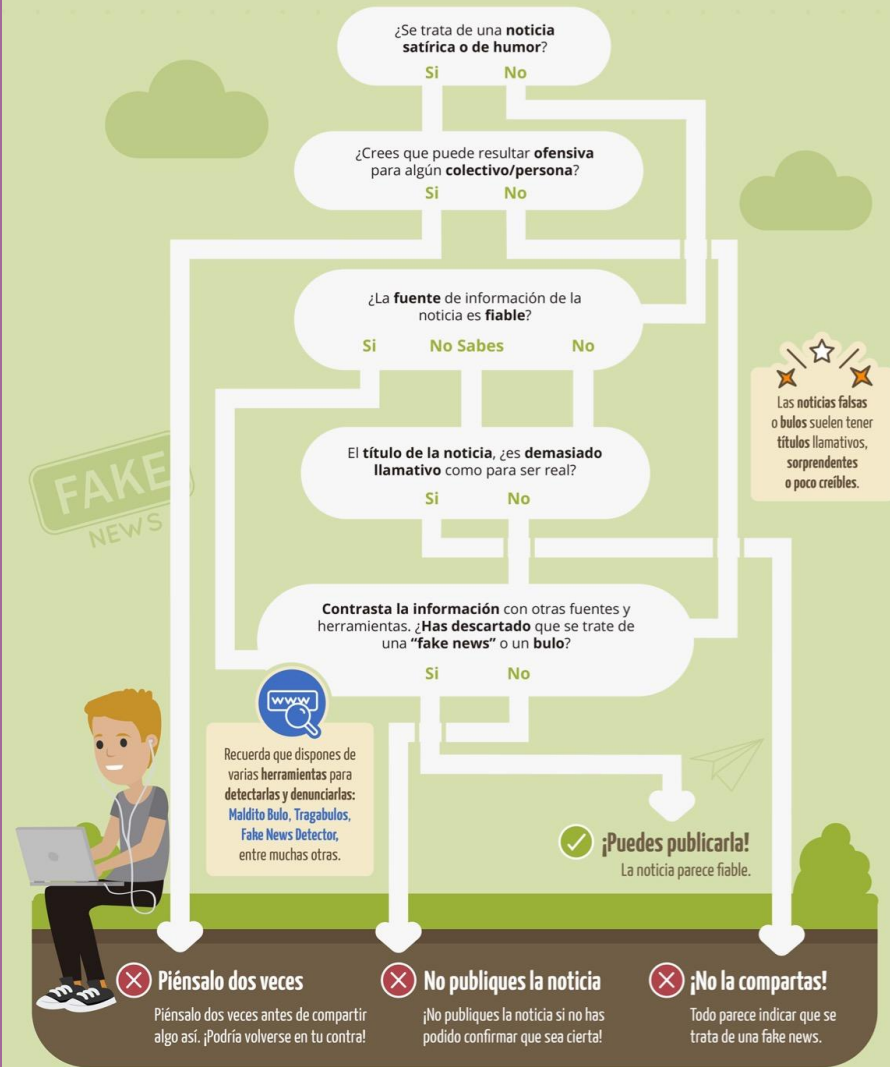 ¿Se trata de una noticia
satírica o de humor?
Si No
¿Crees que puede resultar ofensiva
para algún colectivo/persona?
Si No
¿La fuente de información de la
noticia es fiable?
Si No Sabes No
Las noticias falsas
o bulos suelen tener
títulos llamativos,
sorprendentes
o poco creíbles.
El título de la noticia, ¿es demasiado
llamativo como para ser real?
Si No
FAKE
NEWS
Contrasta la información con otras fuentes y
herramientas. ¿Has descartado que se trate de
una “fake news” o un bulo?
Si No
www
Recuerda que dispones de
varias herramientas para
detectarlas y denunciarlas:
Maldito Bulo, Tragabulos,
Fake News Detector,
entre muchas otras.
¡Puedes publicarla!
La noticia parece fiable.
Piénsalo dos veces
Piénsalo dos veces antes de compartir
algo así. ¡Podría volverse en tu contra!
No publiques la noticia
¡No publiques la noticia si no has
podido confirmar que sea cierta!
¡No la compartas!
Todo parece indicar que se
trata de una fake news.